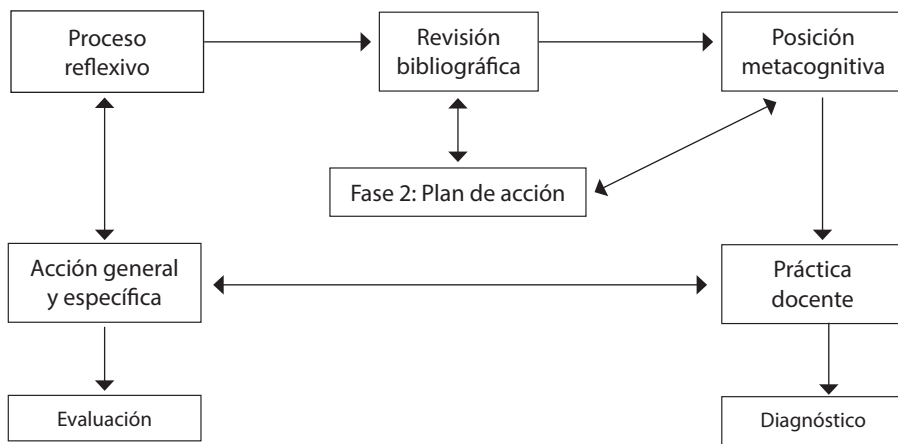 Proceso
reflexivo
Revisión
bibliográfica
Posición
metacognitiva
Fase 2: Plan de acción
Acción general
y específica
Práctica
docente
Evaluación
Diagnóstico